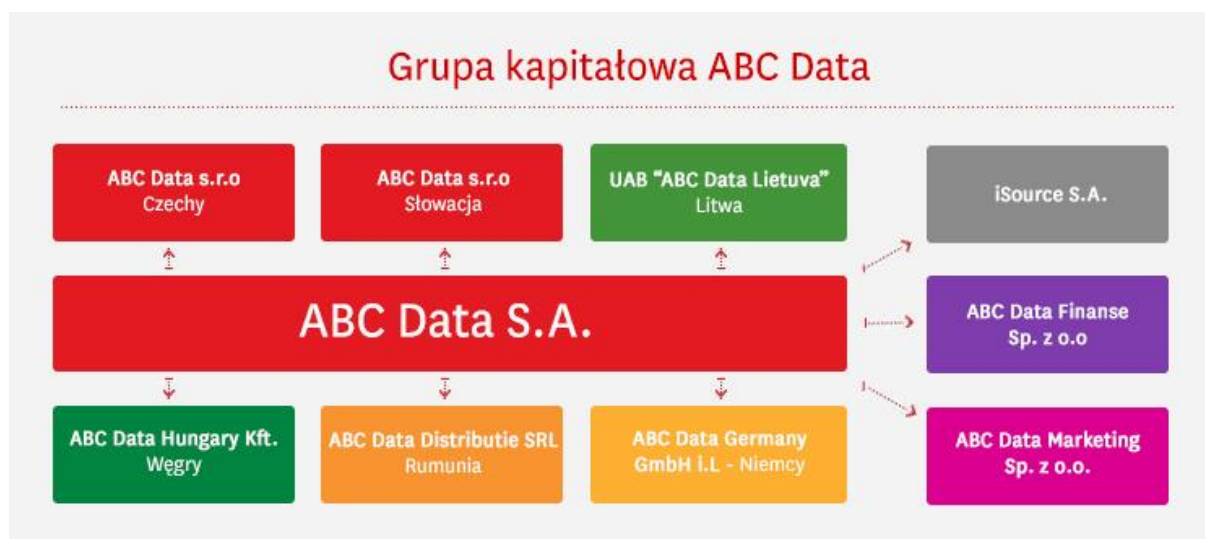 Grupa kapitałowa ABC Data
ABC Data s.r.o
Czechy
ABC Data s.r.o
Słowacja
UAB "ABC Data Lietuva”
Litwa
iSource S.A.
ABC Data S.A.
ABC Data Finanse
Sp. z o.o
ABC Data Hungary Kft.
Węgry
ABC Data Distributie SRL
Rumunia
ABC Data Germany
GmbH i.L - Niemcy
ABC Data Marketing
Sp. z o.o.